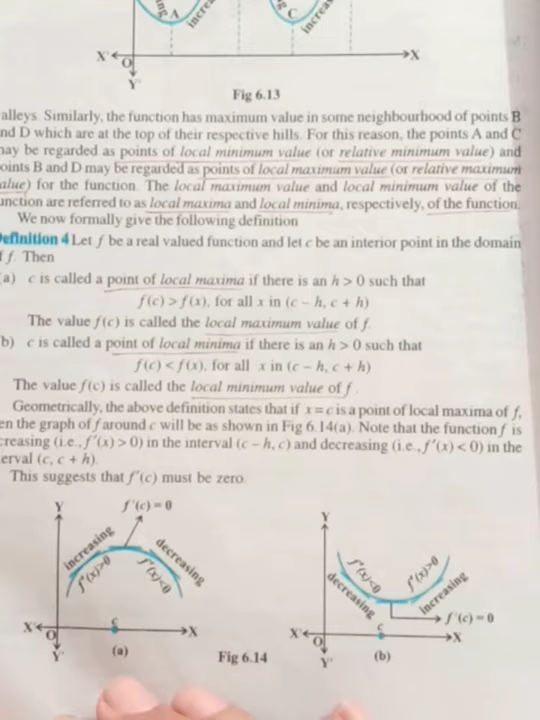 ng A
increa
ng C
increas
X' O X
Y'
Fig 6.13
alleys. Similarly, the function has maximum value in some neighbourhood of points B
nd D which are at the top of their respective hills. For this reason, the points A and C
may be regarded as points of local minimum value (or relative minimum value) and
oints B and D may be regarded as points of local maximum value (or relative maximum
alue) for the function. The local maximum value and local minimum value of the
unction are referred to as local maxima and local minima, respectively, of the function.
We now formally give the following definition
Definition 4 Let f be a real valued function and let c be an interior point in the domain
f f. Then
(a) c is called a point of local maxima if there is an h > 0 such that
f(c) > f(x), for all x in (c – h, c + h)
The value f(c) is called the local maximum value of f.
b) c is called a point of local minima if there is an h > 0 such that
f(c) < f(x), for all x in (c – h, c + h)
The value f(c) is called the local minimum value of f
Geometrically, the above definition states that if x = c is a point of local maxima of f,
en the graph of f around c will be as shown in Fig 6.14(a). Note that the function f is
creasing (i.e., f'(x) > 0) in the interval (c – h, c) and decreasing (i.e., f'(x) < 0) in the
erval (c, c + h).
This suggests that f'(c) must be zero.
Y f'(c) = 0
increasing f'(x)>0 f'(x)<0 decreasing
X' O c X
Y'
(a)
Y
decreasing f'(x)<0 f'(x)>0 increasing
f'(c) = 0
X' O c X
Y'
(b)
Fig 6.14